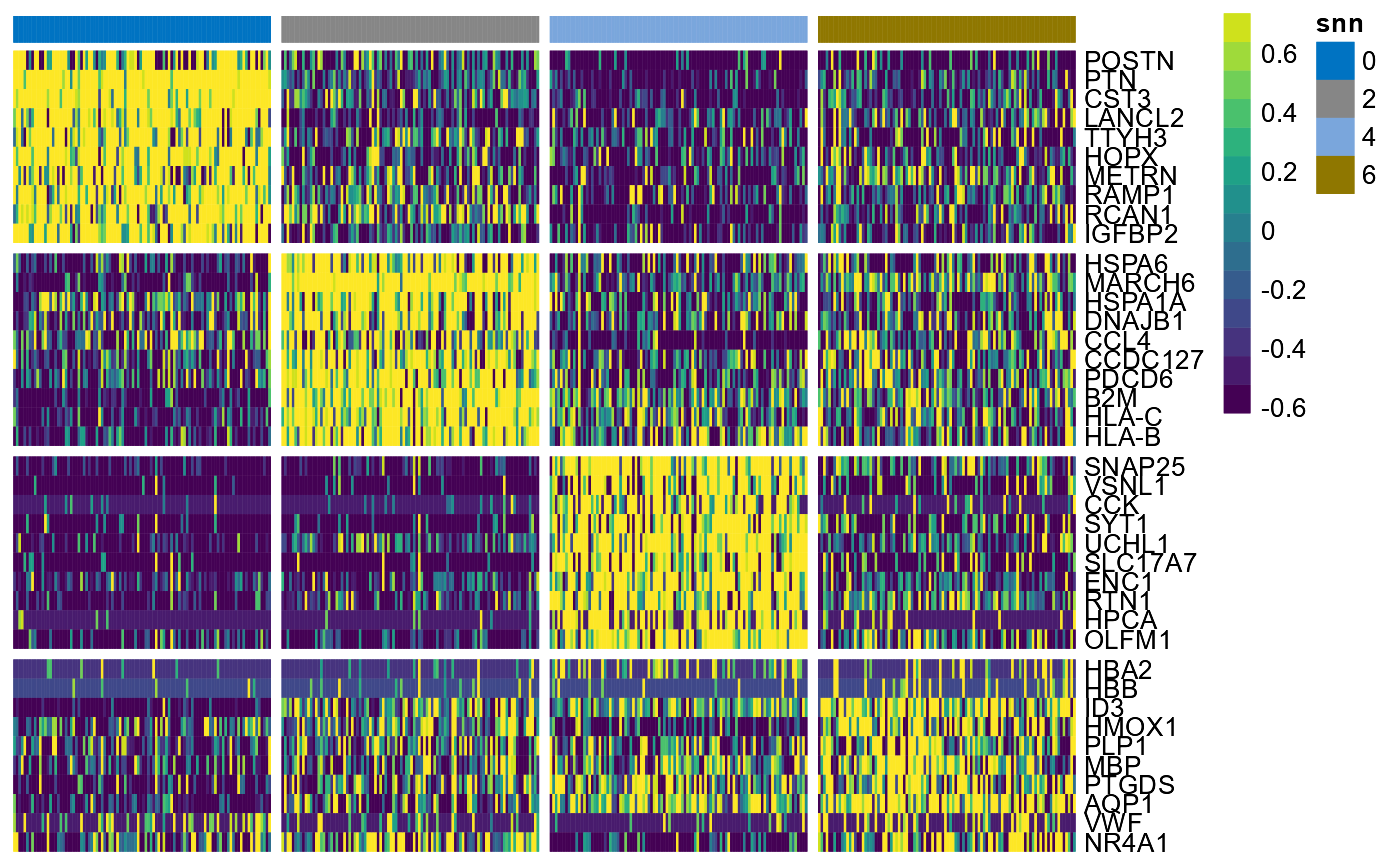 POSTN
PTN
CST3
LANCL2
TTYH3
HOPX
METRN
RAMP1
RCAN1
IGFBP2
HSPA6
MARCH6
HSPA1A
DNAJB1
CCL4
CCDC127
PDCD6
B2M
HLA-C
HLA-B
SNAP25
VSNL1
CCK
SYT1
UCHL1
SLC17A7
ENC1
RTN1
HPCA
OLFM1
HBA2
HBB
ID3
HMOX1
PLP1
MBP
PTGDS
AQP1
VWF
NR4A1
0.6
0.4
0.2
0
-0.2
-0.4
-0.6
snn
0
2
4
6